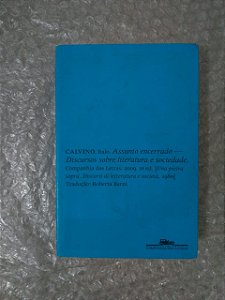 CALVINO, Italo. Assunto encerrado —
Discursos sobre literatura e sociedade.
Companhia das Letras, 2009. 
Tradução: Roberta Barni